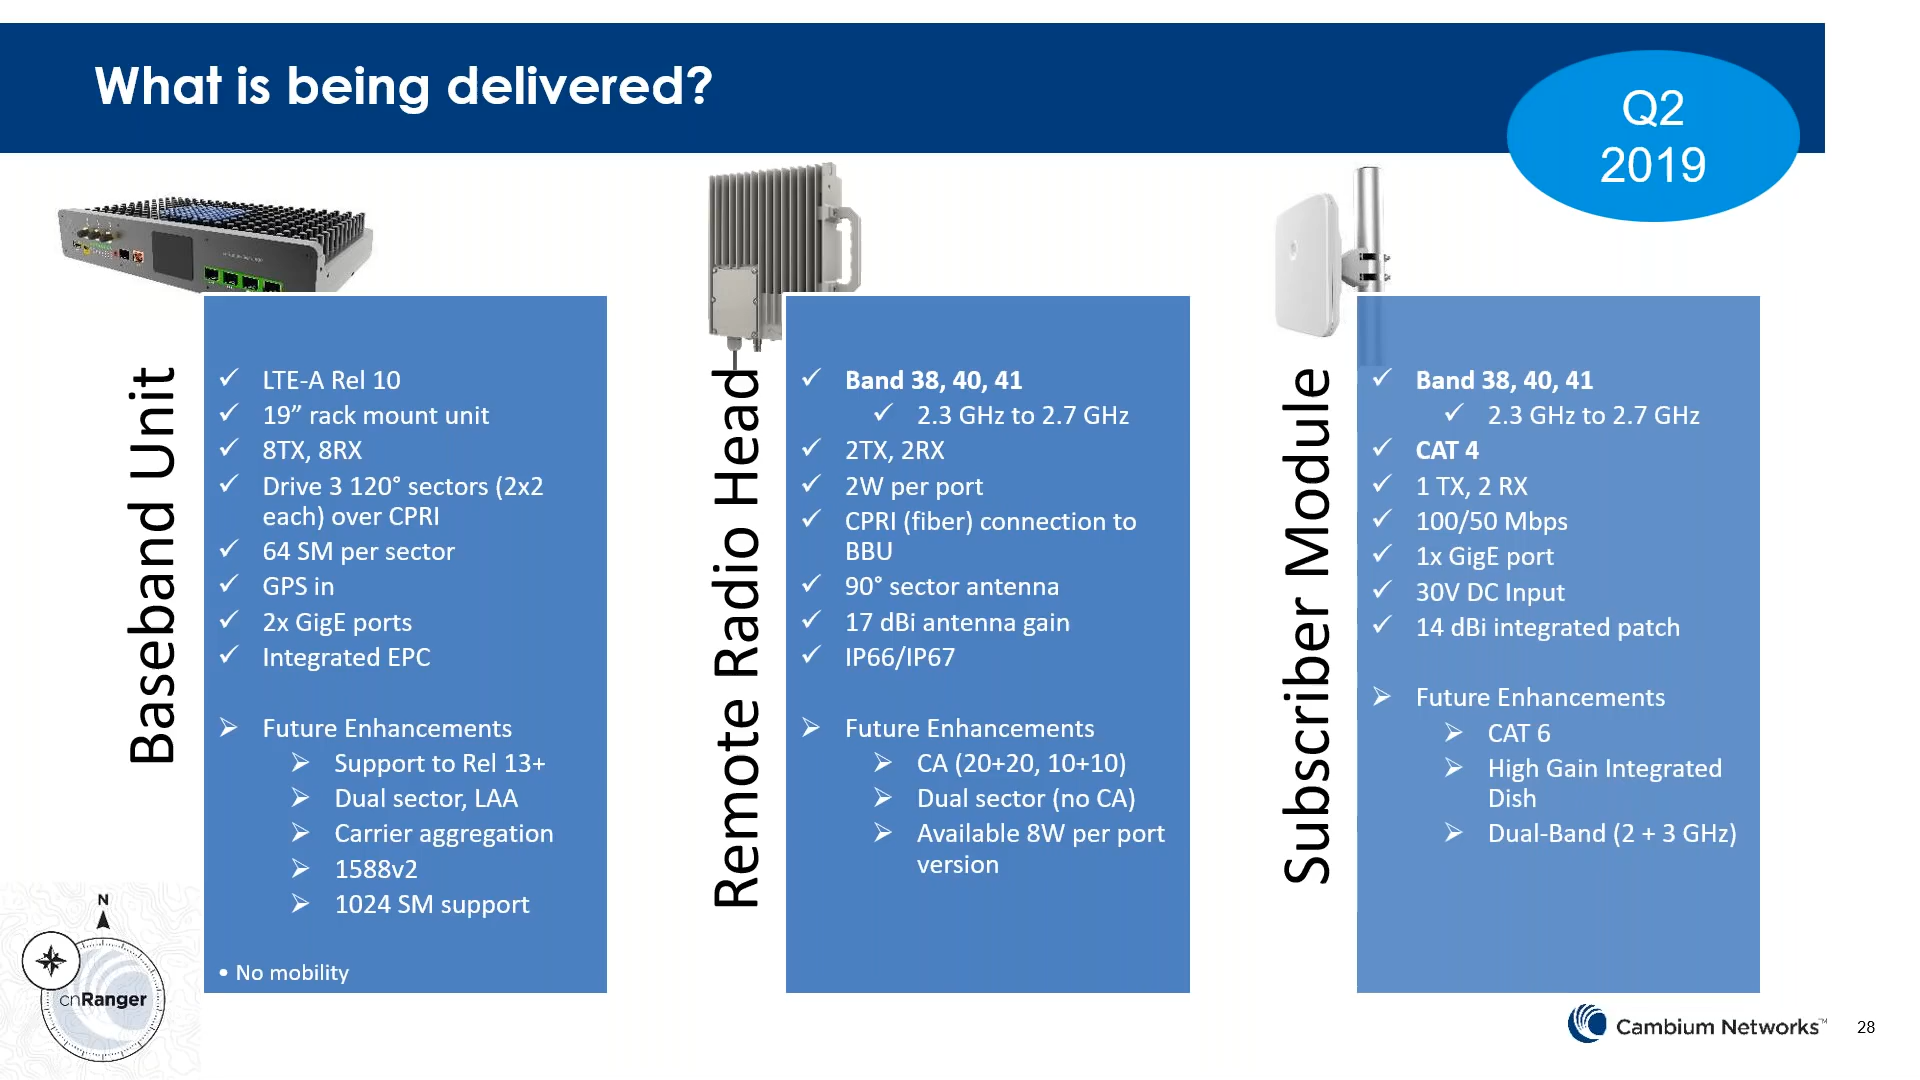 What is being delivered?
Q2
2019
Baseband Unit
✓ LTE-A Rel 10
✓ 19” rack mount unit
✓ 8TX, 8RX
✓ Drive 3 120° sectors (2x2
each) over CPRI
✓ 64 SM per sector
✓ GPS in
✓ 2x GigE ports
✓ Integrated EPC
➢ Future Enhancements
➢ Support to Rel 13+
➢ Dual sector, LAA
➢ Carrier aggregation
➢ 1588v2
➢ 1024 SM support
• No mobility
Remote Radio Head
✓ Band 38, 40, 41
✓ 2.3 GHz to 2.7 GHz
✓ 2TX, 2RX
✓ 2W per port
✓ CPRI (fiber) connection to
BBU
✓ 90° sector antenna
✓ 17 dBi antenna gain
✓ IP66/IP67
➢ Future Enhancements
➢ CA (20+20, 10+10)
➢ Dual sector (no CA)
➢ Available 8W per port
version
Subscriber Module
✓ Band 38, 40, 41
✓ 2.3 GHz to 2.7 GHz
✓ CAT 4
✓ 1 TX, 2 RX
✓ 100/50 Mbps
✓ 1x GigE port
✓ 30V DC Input
✓ 14 dBi integrated patch
➢ Future Enhancements
➢ CAT 6
➢ High Gain Integrated
Dish
➢ Dual-Band (2 + 3 GHz)
N
cnRanger
Cambium Networks™
28